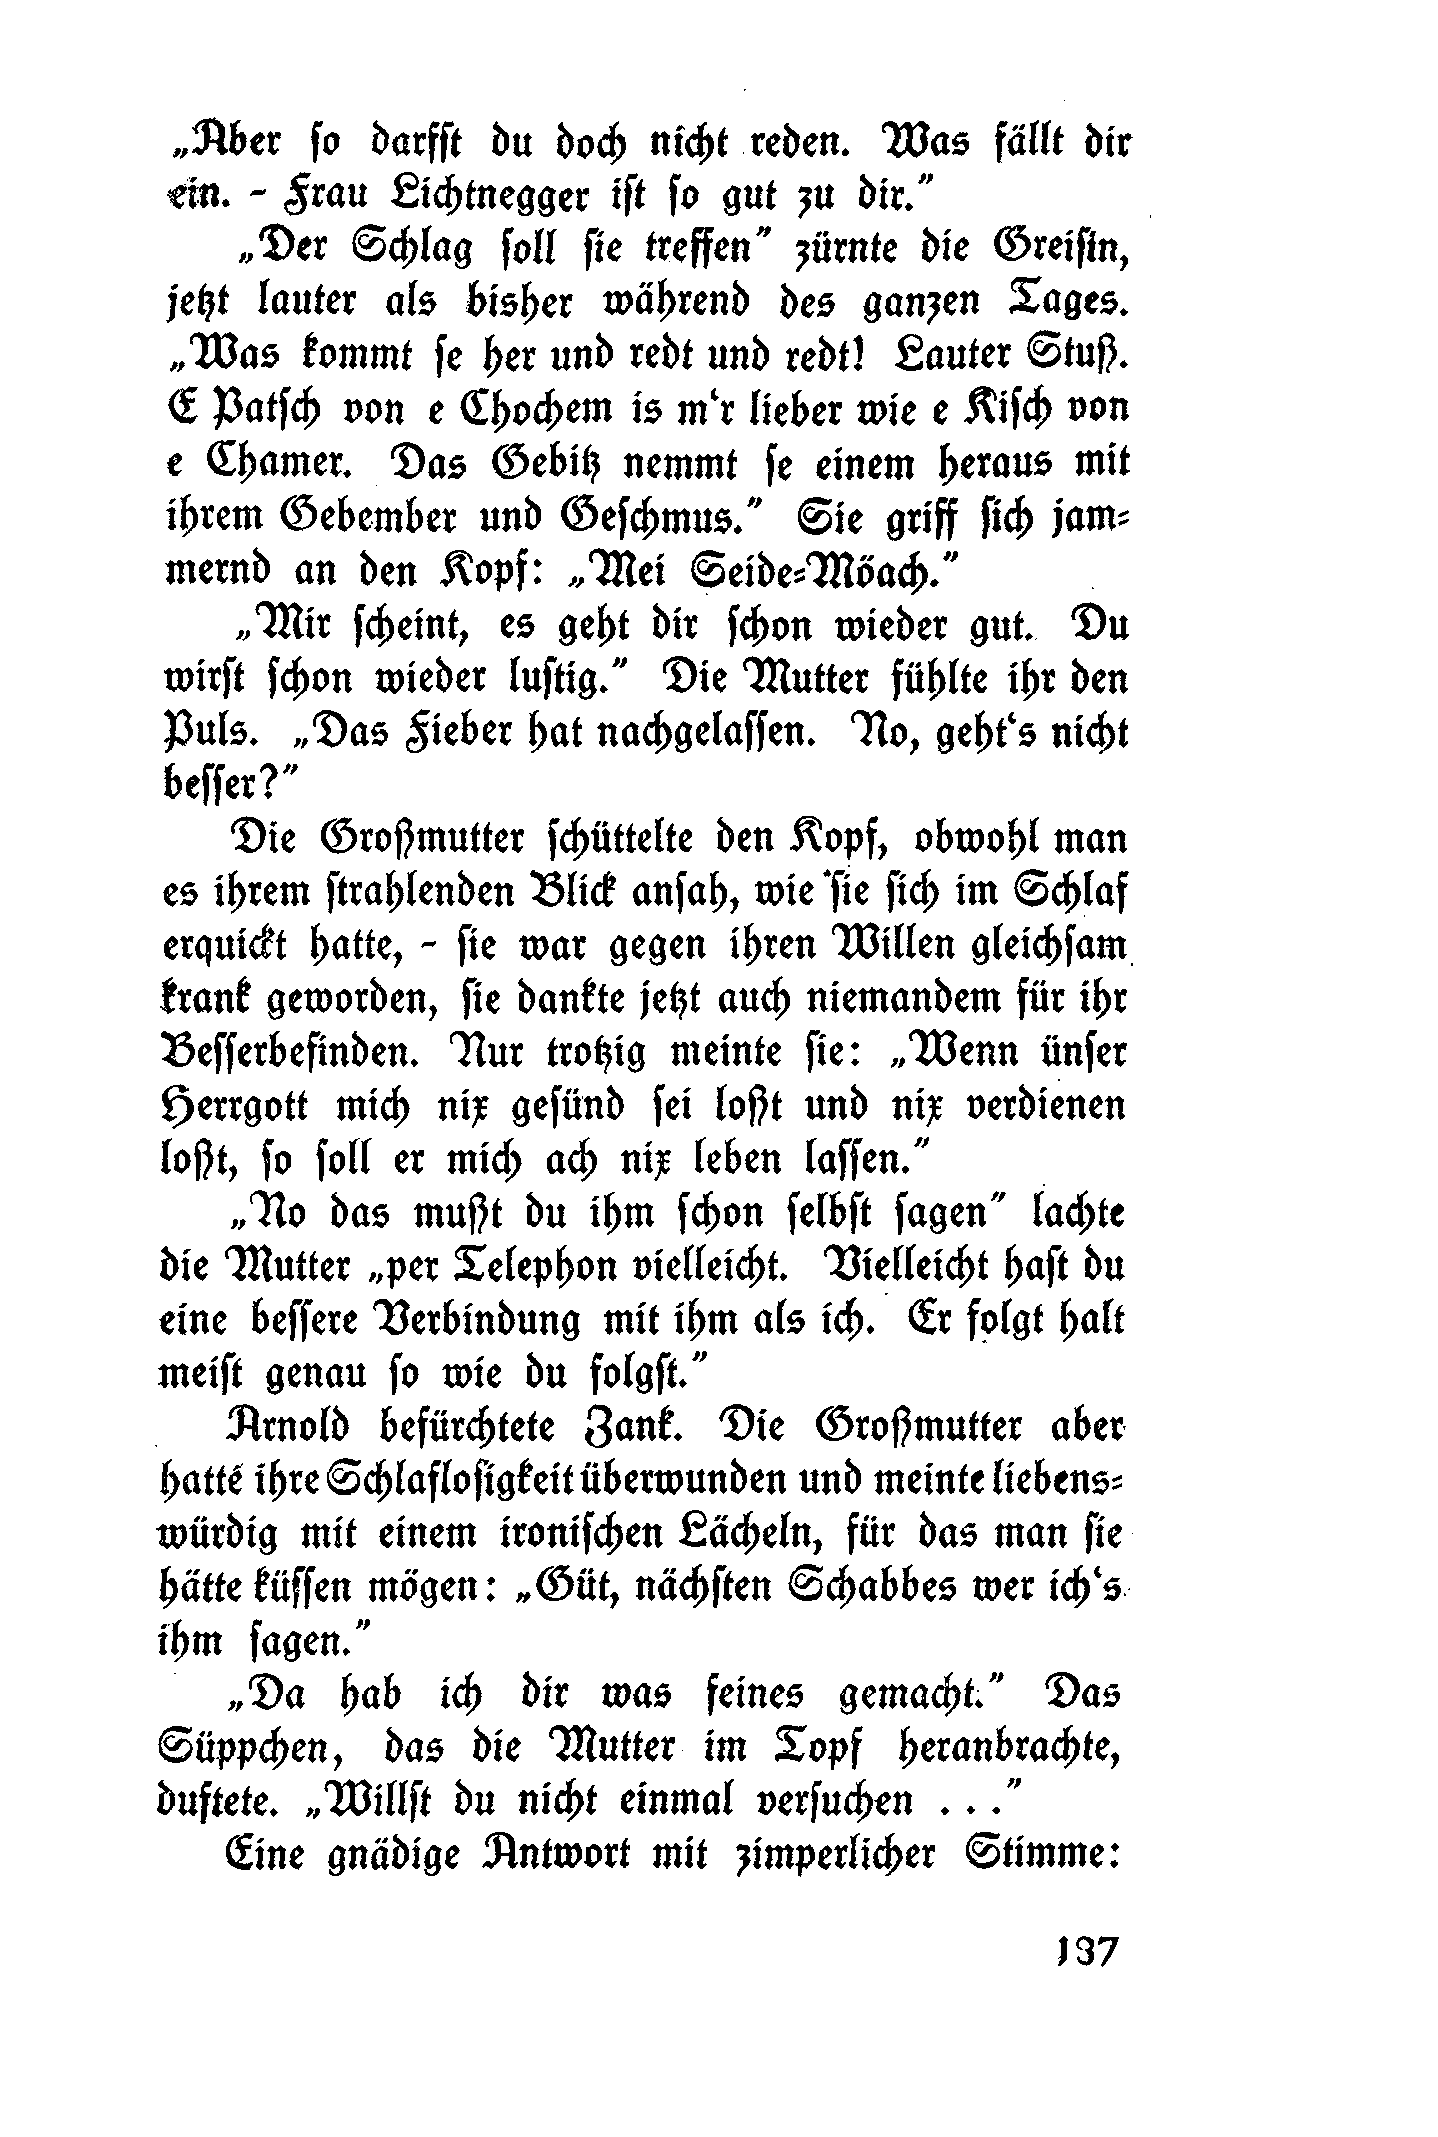 „Aber so darfst du doch nicht reden. Was fällt dir
ein. - Frau Lichtnegger ist so gut zu dir.”
„Der Schlag soll sie treffen” zürnte die Greisin,
jetzt lauter als bisher während des ganzen Tages.
„Was kommt se her und redt und redt! Lauter Stuß.
E Patsch von e Chochem is m‘r lieber wie e Kisch von
e Chamer. Das Gebitz nemmt se einem heraus mit
ihrem Gebember und Geschmus.” Sie griff sich jam-
mernd an den Kopf: „Mei Seide-Möach.”
„Mir scheint, es geht dir schon wieder gut. Du
wirst schon wieder lustig.” Die Mutter fühlte ihr den
Puls. „Das Fieber hat nachgelassen. No, geht‘s nicht
besser?”
Die Großmutter schüttelte den Kopf, obwohl man
es ihrem strahlenden Blick ansah, wie sie sich im Schlaf
erquickt hatte, - sie war gegen ihren Willen gleichsam
krank geworden, sie dankte jetzt auch niemandem für ihr
Besserbefinden. Nur trotzig meinte sie: „Wenn ünser
Herrgott mich nix gesünd sei loßt und nix verdienen
loßt, so soll er mich ach nix leben lassen.”
„No das mußt du ihm schon selbst sagen” lachte
die Mutter „per Telephon vielleicht. Vielleicht hast du
eine bessere Verbindung mit ihm als ich. Er folgt halt
meist genau so wie du folgst.”
Arnold befürchtete Zank. Die Großmutter aber
hatte ihre Schlaflosigkeit überwunden und meinte liebens-
würdig mit einem ironischen Lächeln, für das man sie
hätte küssen mögen: „Güt, nächsten Schabbes wer ich‘s
ihm sagen.”
„Da hab ich dir was feines gemacht.” Das
Süppchen, das die Mutter im Topf heranbrachte,
duftete. „Willst du nicht einmal versuchen . . .”
Eine gnädige Antwort mit zimperlicher Stimme:
137